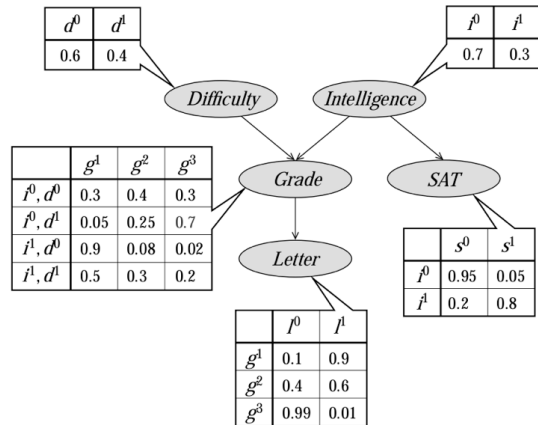 d⁰ d¹
0.6 0.4
i⁰ i¹
0.7 0.3
Difficulty
Intelligence
g¹ g² g³
i⁰, d⁰ 0.3 0.4 0.3
i⁰, d¹ 0.05 0.25 0.7
i¹, d⁰ 0.9 0.08 0.02
i¹, d¹ 0.5 0.3 0.2
Grade
SAT
s⁰ s¹
i⁰ 0.95 0.05
i¹ 0.2 0.8
Letter
l⁰ l¹
g¹ 0.1 0.9
g² 0.4 0.6
g³ 0.99 0.01